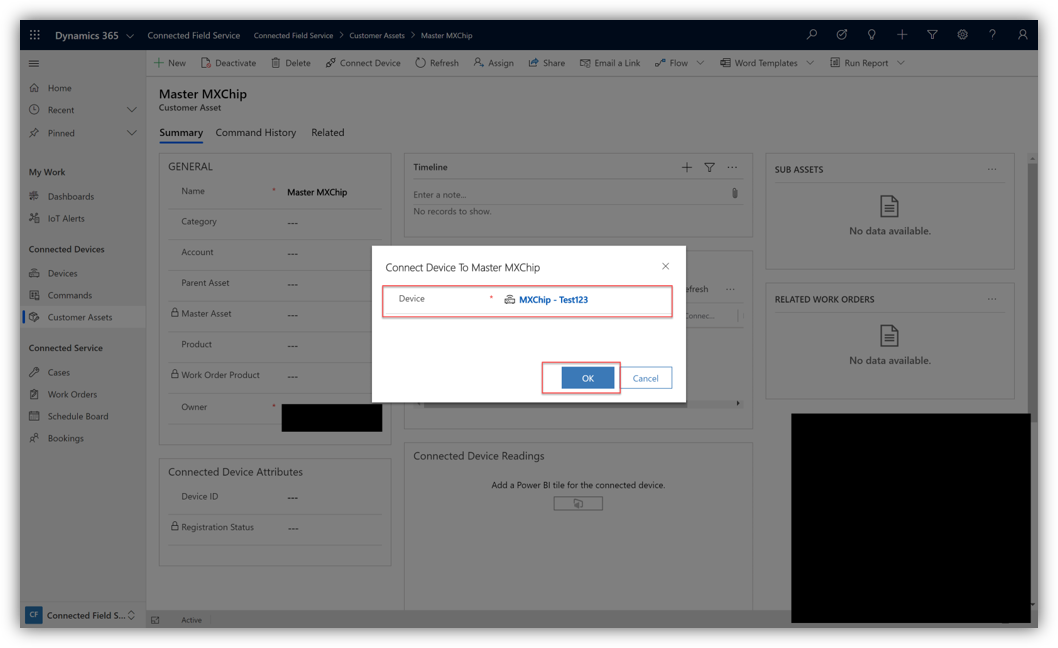 Dynamics 365
Connected Field Service
Connected Field Service > Customer Assets > Master MXChip
New
Deactivate
Delete
Connect Device
Refresh
Assign
Share
Email a Link
Flow
Word Templates
Run Report
Home
Recent
Pinned
My Work
Dashboards
IoT Alerts
Connected Devices
Devices
Commands
Customer Assets
Connected Service
Cases
Work Orders
Schedule Board
Bookings
CF Connected Field S...
Master MXChip
Customer Asset
Summary
Command History
Related
GENERAL
Name * Master MXChip
Category ---
Account ---
Parent Asset ---
Master Asset ---
Product ---
Work Order Product ---
Owner *
Connected Device Attributes
Device ID ---
Registration Status ---
Timeline
Enter a note...
No records to show.
efresh
Connec...
Connect Device To Master MXChip
Device * MXChip - Test123
OK
Cancel
Connected Device Readings
Add a Power BI tile for the connected device.
SUB ASSETS
No data available.
RELATED WORK ORDERS
No data available.
Active